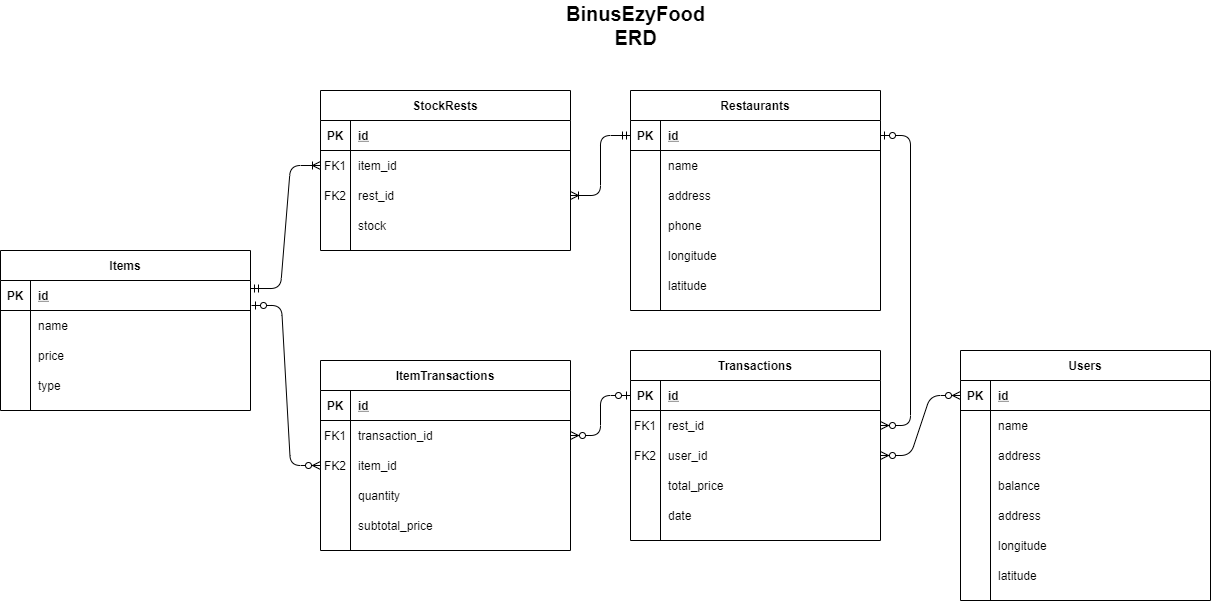 BinusEzyFood
ERD
StockRests
PK id
FK1 item_id
FK2 rest_id
stock
Restaurants
PK id
name
address
phone
longitude
latitude
Items
PK id
name
price
type
ItemTransactions
PK id
FK1 transaction_id
FK2 item_id
quantity
subtotal_price
Transactions
PK id
FK1 rest_id
FK2 user_id
total_price
date
Users
PK id
name
address
balance
address
longitude
latitude